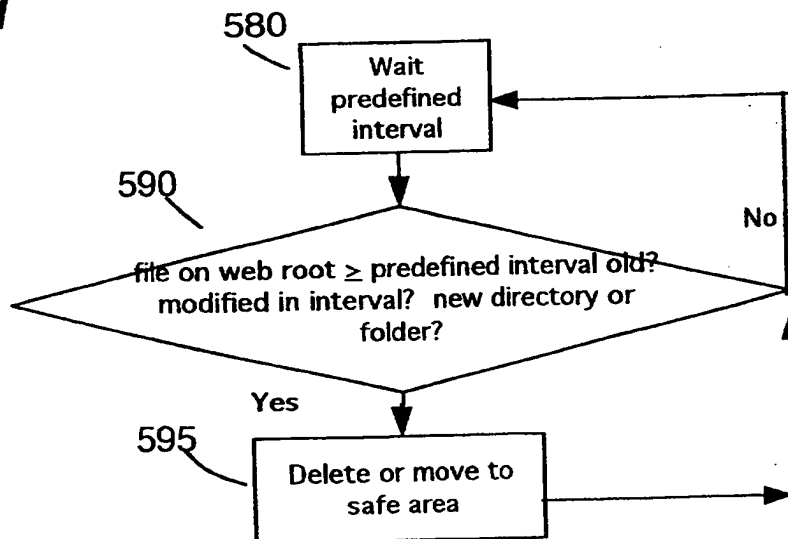 580
Wait
predefined
interval
590
No
file on web root ≥ predefined interval old?
modified in interval? new directory or
folder?
Yes
595
Delete or move to
safe area